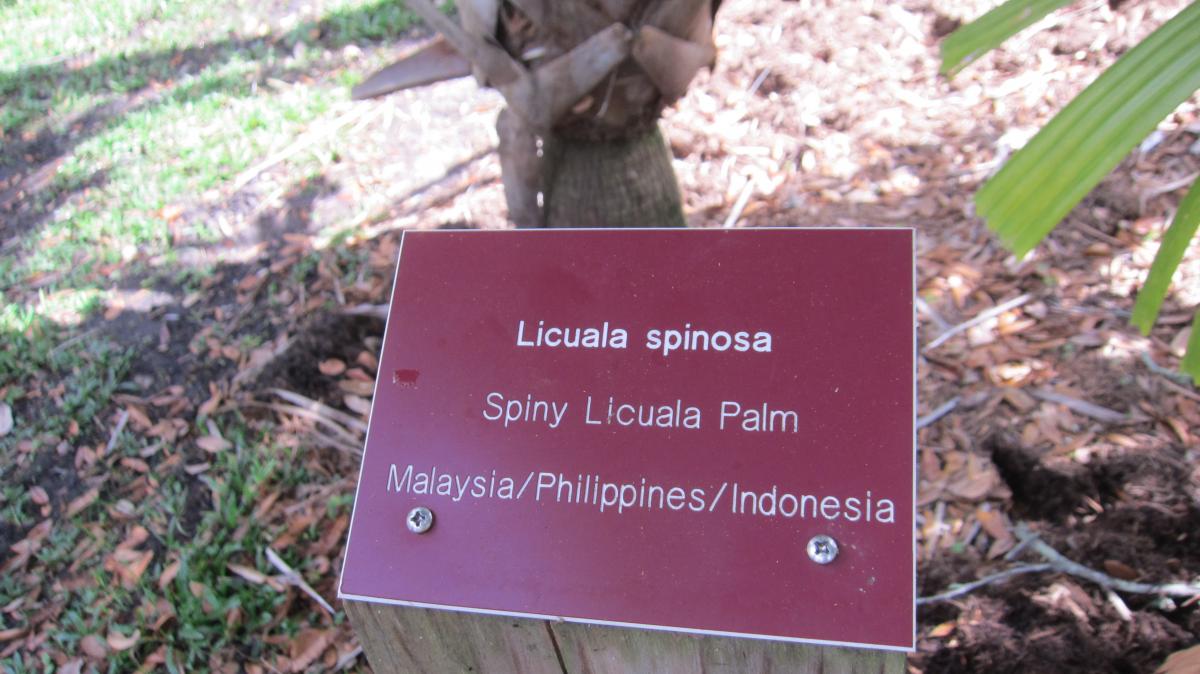 Licuala spinosa
Spiny Licuala Palm
Malaysia/Philippines/Indonesia